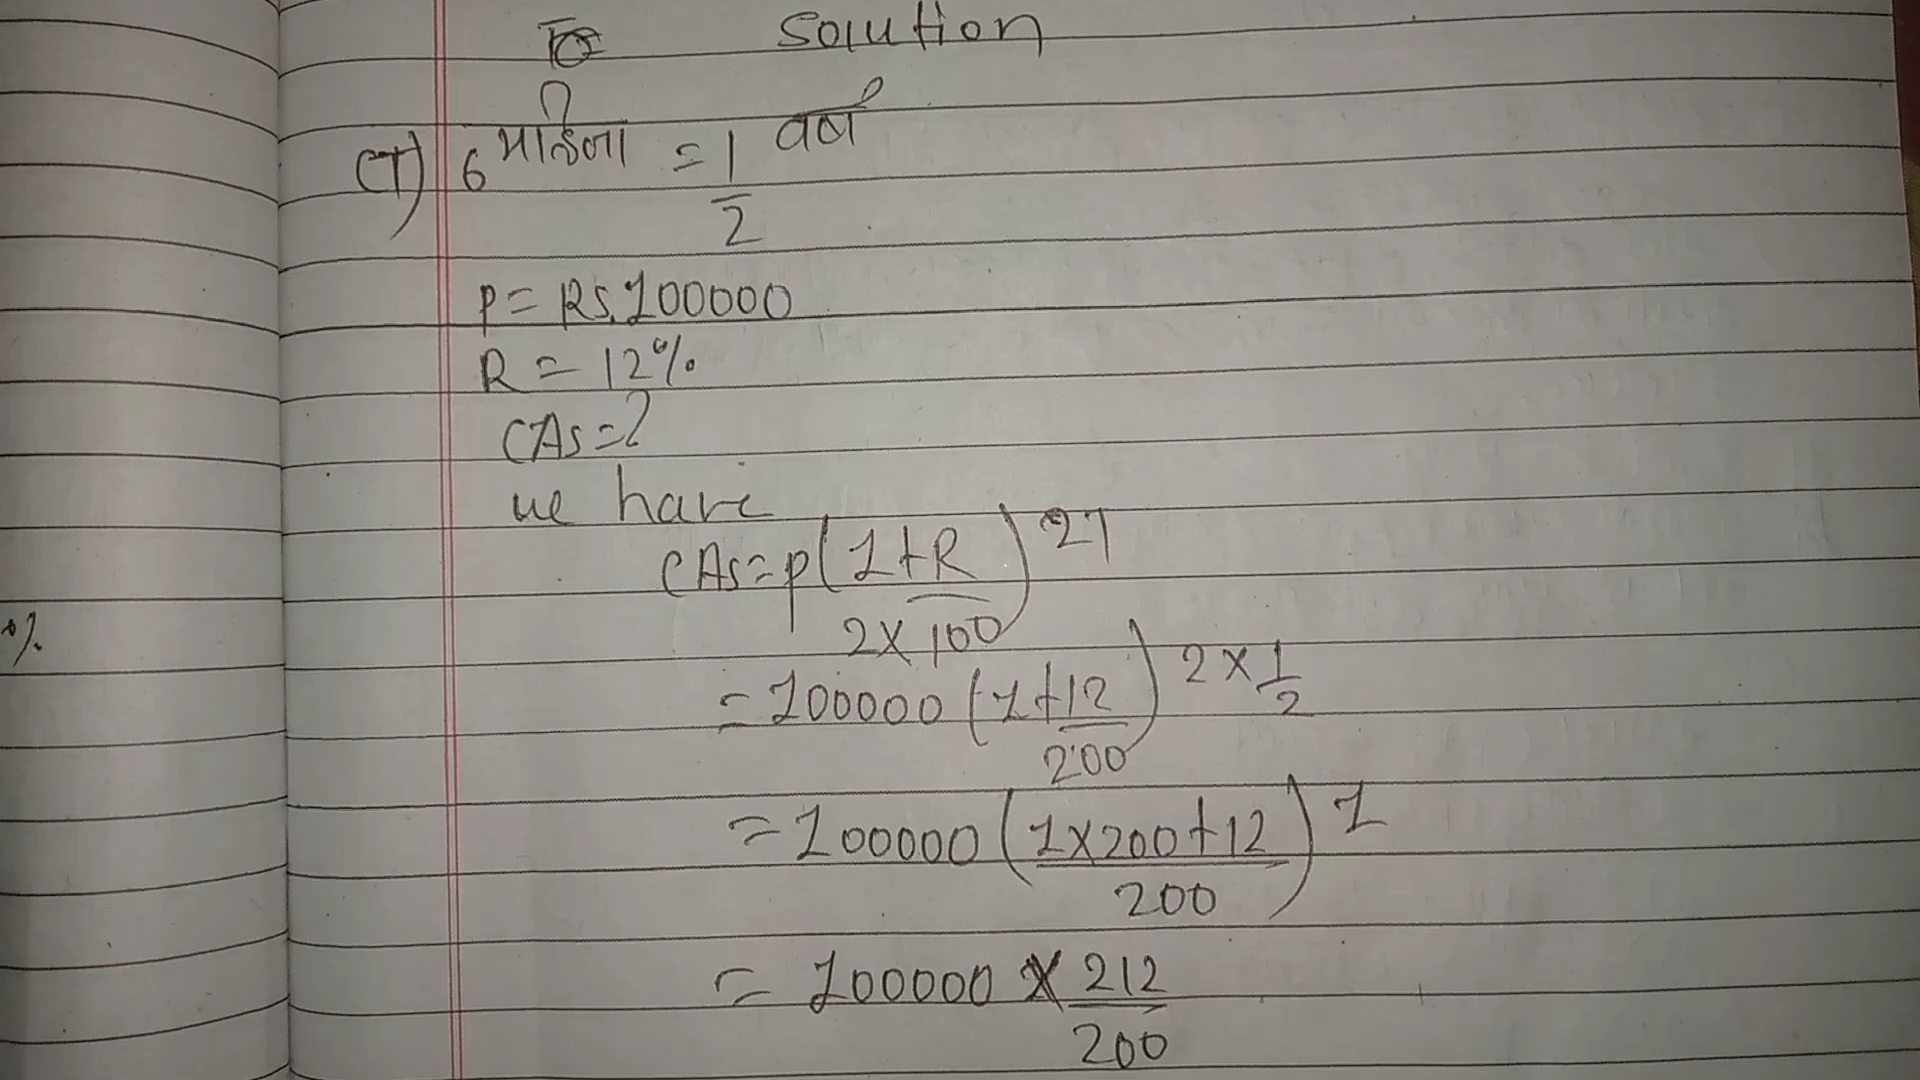 Solution
(T) 6 महिना = 1/2 वर्ष
P = RS. 100000
R = 12%
CAs = ?
we have
CAs = P(1+R/2×100)^2T
= 100000 (1+12/200)^2×1/2
= 100000 (1×200+12/200)^1
= 100000 × 212/200
%